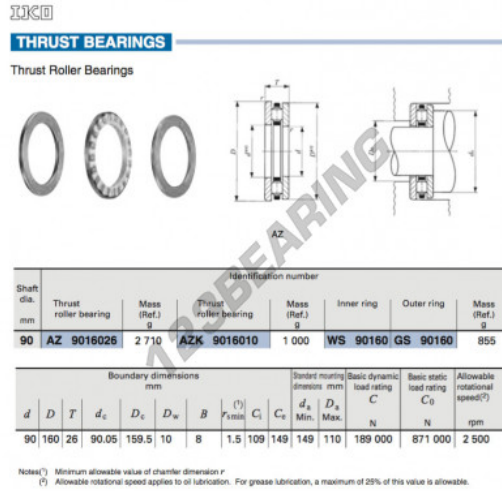 IKO
THRUST BEARINGS
Thrust Roller Bearings
T
r
r
D
d
d
D
D
d
AZ
123BEARING
Identification number
Shaft dia. mm Thrust roller bearing Mass (Ref.) g Thrust roller bearing Mass (Ref.) g Inner ring Outer ring Mass (Ref.) g
90 AZ 9016026 2 710 AZK 9016010 1 000 WS 90160 GS 90160 855
Boundary dimensions mm Standard mounting dimensions mm Basic dynamic load rating C N Basic static load rating C₀ N Allowable rotational speed(²) rpm
d D T dc Dc Dw B rs min(¹) Ci Ce da Min. Da Max.
90 160 26 90.05 159.5 10 8 1.5 109 149 149 110 189 000 871 000 2 500
Notes(¹) Minimum allowable value of chamfer dimension r
(²) Allowable rotational speed applies to oil lubrication. For grease lubrication, a maximum of 25% of this value is allowable.